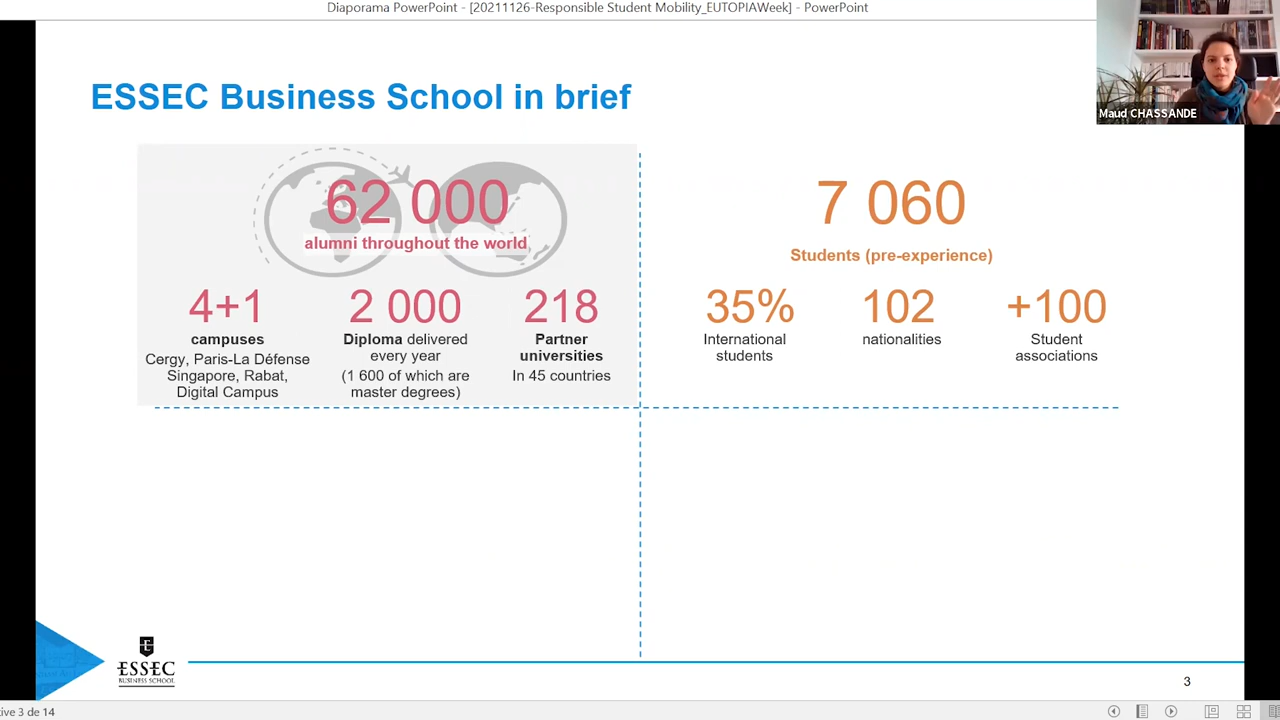 Diaporama PowerPoint - [20211126-Responsible Student Mobility_EUTOPIAWeek] - PowerPoint
Maud CHASSANDE
ESSEC Business School in brief
62 000
alumni throughout the world
4+1
campuses
Cergy, Paris-La Défense
Singapore, Rabat,
Digital Campus
2 000
Diploma delivered
every year
(1 600 of which are
master degrees)
218
Partner
universities
In 45 countries
7 060
Students (pre-experience)
35%
International
students
102
nationalities
+100
Student
associations
E
ESSEC
BUSINESS SCHOOL
3
tive 3 de 14